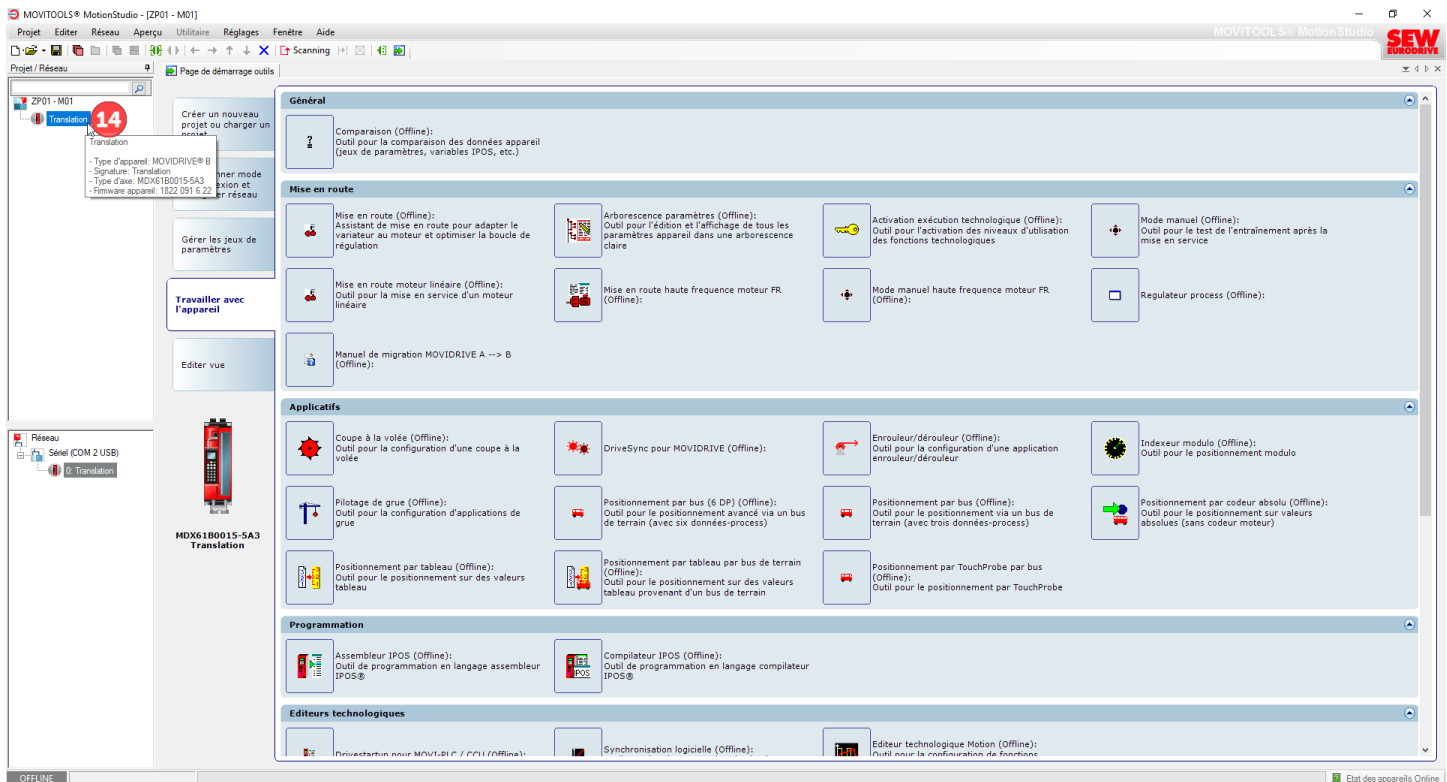 MOVITOOLS® MotionStudio - [ZP01 - M01]
Projet Editer Réseau Aperçu Utilitaire Réglages Fenêtre Aide
MOVITOOLS® MotionStudio
SEW
EURODRIVE
Scanning
Projet / Réseau
Page de démarrage outils
ZP01 - M01
Translation
14
Translation
- Type d'appareil: MOVIDRIVE® B
- Signature: Translation
- Type d'axe: MDX61B0015-5A3
- Firmware appareil: 1822 091 6.22
Réseau
Sériel (COM 2 USB)
0: Translation
Créer un nouveau
projet ou charger un
projet
nner mode
exion et
er réseau
Gérer les jeux de
paramètres
Travailler avec
l'appareil
Editer vue
MDX61B0015-5A3
Translation
Général
?
Comparaison (Offline):
Outil pour la comparaison des données appareil
(jeux de paramètres, variables IPOS, etc.)
Mise en route
Mise en route (Offline):
Assistant de mise en route pour adapter le
variateur au moteur et optimiser la boucle de
régulation
Arborescence paramètres (Offline):
Outil pour l'édition et l'affichage de tous les
paramètres appareil dans une arborescence
claire
Activation exécution technologique (Offline):
Outil pour l'activation des niveaux d'utilisation
des fonctions technologiques
Mode manuel (Offline):
Outil pour le test de l'entraînement après la
mise en service
Mise en route moteur linéaire (Offline):
Outil pour la mise en service d'un moteur
linéaire
Mise en route haute frequence moteur FR
(Offline):
Mode manuel haute frequence moteur FR
(Offline):
Regulateur process (Offline):
Manuel de migration MOVIDRIVE A --> B
(Offline):
Applicatifs
Coupe à la volée (Offline):
Outil pour la configuration d'une coupe à la
volée
DriveSync pour MOVIDRIVE (Offline):
Enrouleur/dérouleur (Offline):
Outil pour la configuration d'une application
enrouleur/dérouleur
Indexeur modulo (Offline):
Outil pour le positionnement modulo
Pilotage de grue (Offline):
Outil pour la configuration d'applications de
grue
Positionnement par bus (6 DP) (Offline):
Outil pour le positionnement avancé via un bus
de terrain (avec six données-process)
Positionnement par bus (Offline):
Outil pour le positionnement via un bus de
terrain (avec trois données-process)
Positionnement par codeur absolu (Offline):
Outil pour le positionnement sur valeurs
absolues (sans codeur moteur)
Positionnement par tableau (Offline):
Outil pour le positionnement sur des valeurs
tableau
Positionnement par tableau par bus de terrain
(Offline):
Outil pour le positionnement sur des valeurs
tableau provenant d'un bus de terrain
Positionnement par TouchProbe par bus
(Offline):
Outil pour le positionnement par TouchProbe
Programmation
Assembleur IPOS (Offline):
Outil de programmation en langage assembleur
IPOS®
IPOS
Compilateur IPOS (Offline):
Outil de programmation en langage compilateur
IPOS®
Editeurs technologiques
Drivestartup pour MOVI-PLC / CCU (Offline):
Synchronisation logicielle (Offline):
Editeur technologique Motion (Offline):
Outil pour la configuration de fonctions
OFFLINE
Etat des appareils Online